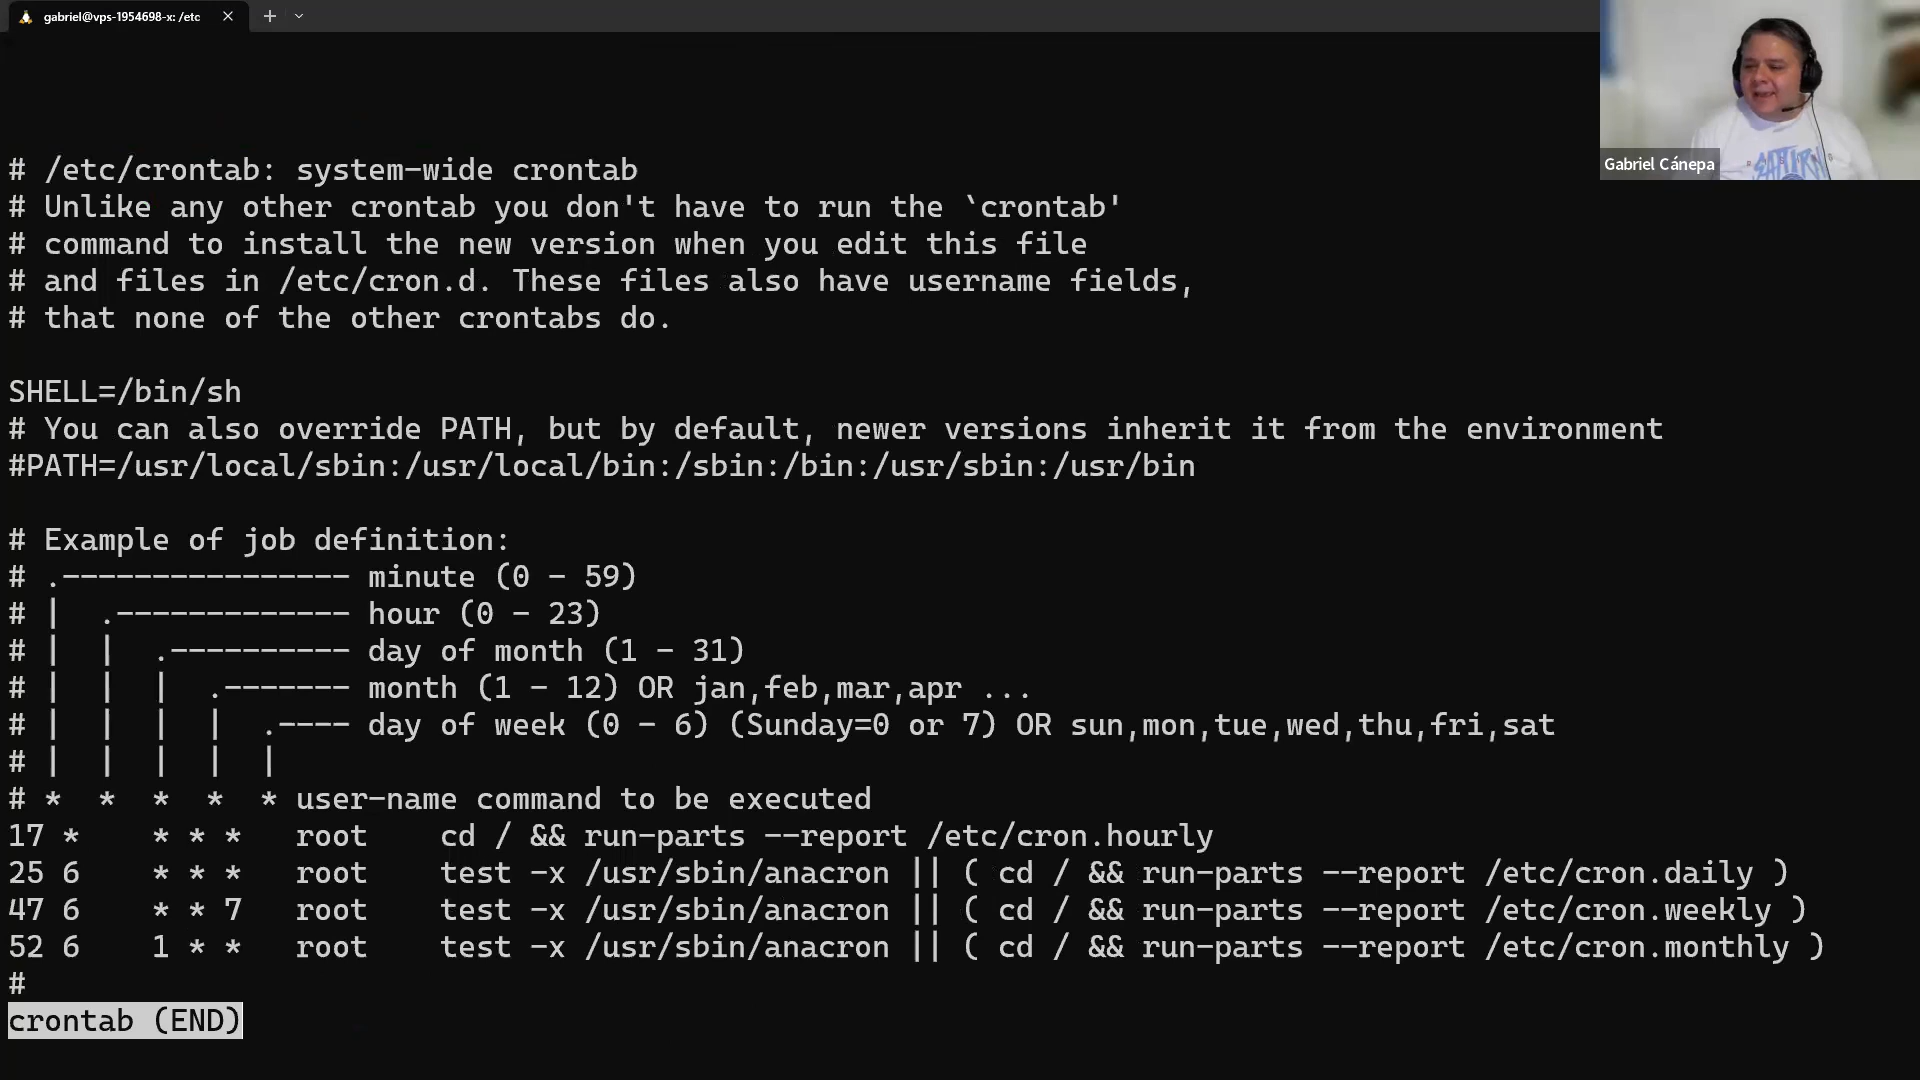 gabriel@vps-1954698-x: /etc
Gabriel Cánepa
# /etc/crontab: system-wide crontab
# Unlike any other crontab you don't have to run the `crontab'
# command to install the new version when you edit this file
# and files in /etc/cron.d. These files also have username fields,
# that none of the other crontabs do.
SHELL=/bin/sh
# You can also override PATH, but by default, newer versions inherit it from the environment
#PATH=/usr/local/sbin:/usr/local/bin:/sbin:/bin:/usr/sbin:/usr/bin
# Example of job definition:
# .---------------- minute (0 - 59)
# |  .------------- hour (0 - 23)
# |  |  .---------- day of month (1 - 31)
# |  |  |  .------- month (1 - 12) OR jan,feb,mar,apr ...
# |  |  |  |  .---- day of week (0 - 6) (Sunday=0 or 7) OR sun,mon,tue,wed,thu,fri,sat
# |  |  |  |  |
# *  *  *  *  * user-name command to be executed
17 *    * * *   root    cd / && run-parts --report /etc/cron.hourly
25 6    * * *   root    test -x /usr/sbin/anacron || ( cd / && run-parts --report /etc/cron.daily )
47 6    * * 7   root    test -x /usr/sbin/anacron || ( cd / && run-parts --report /etc/cron.weekly )
52 6    1 * *   root    test -x /usr/sbin/anacron || ( cd / && run-parts --report /etc/cron.monthly )
#
crontab (END)